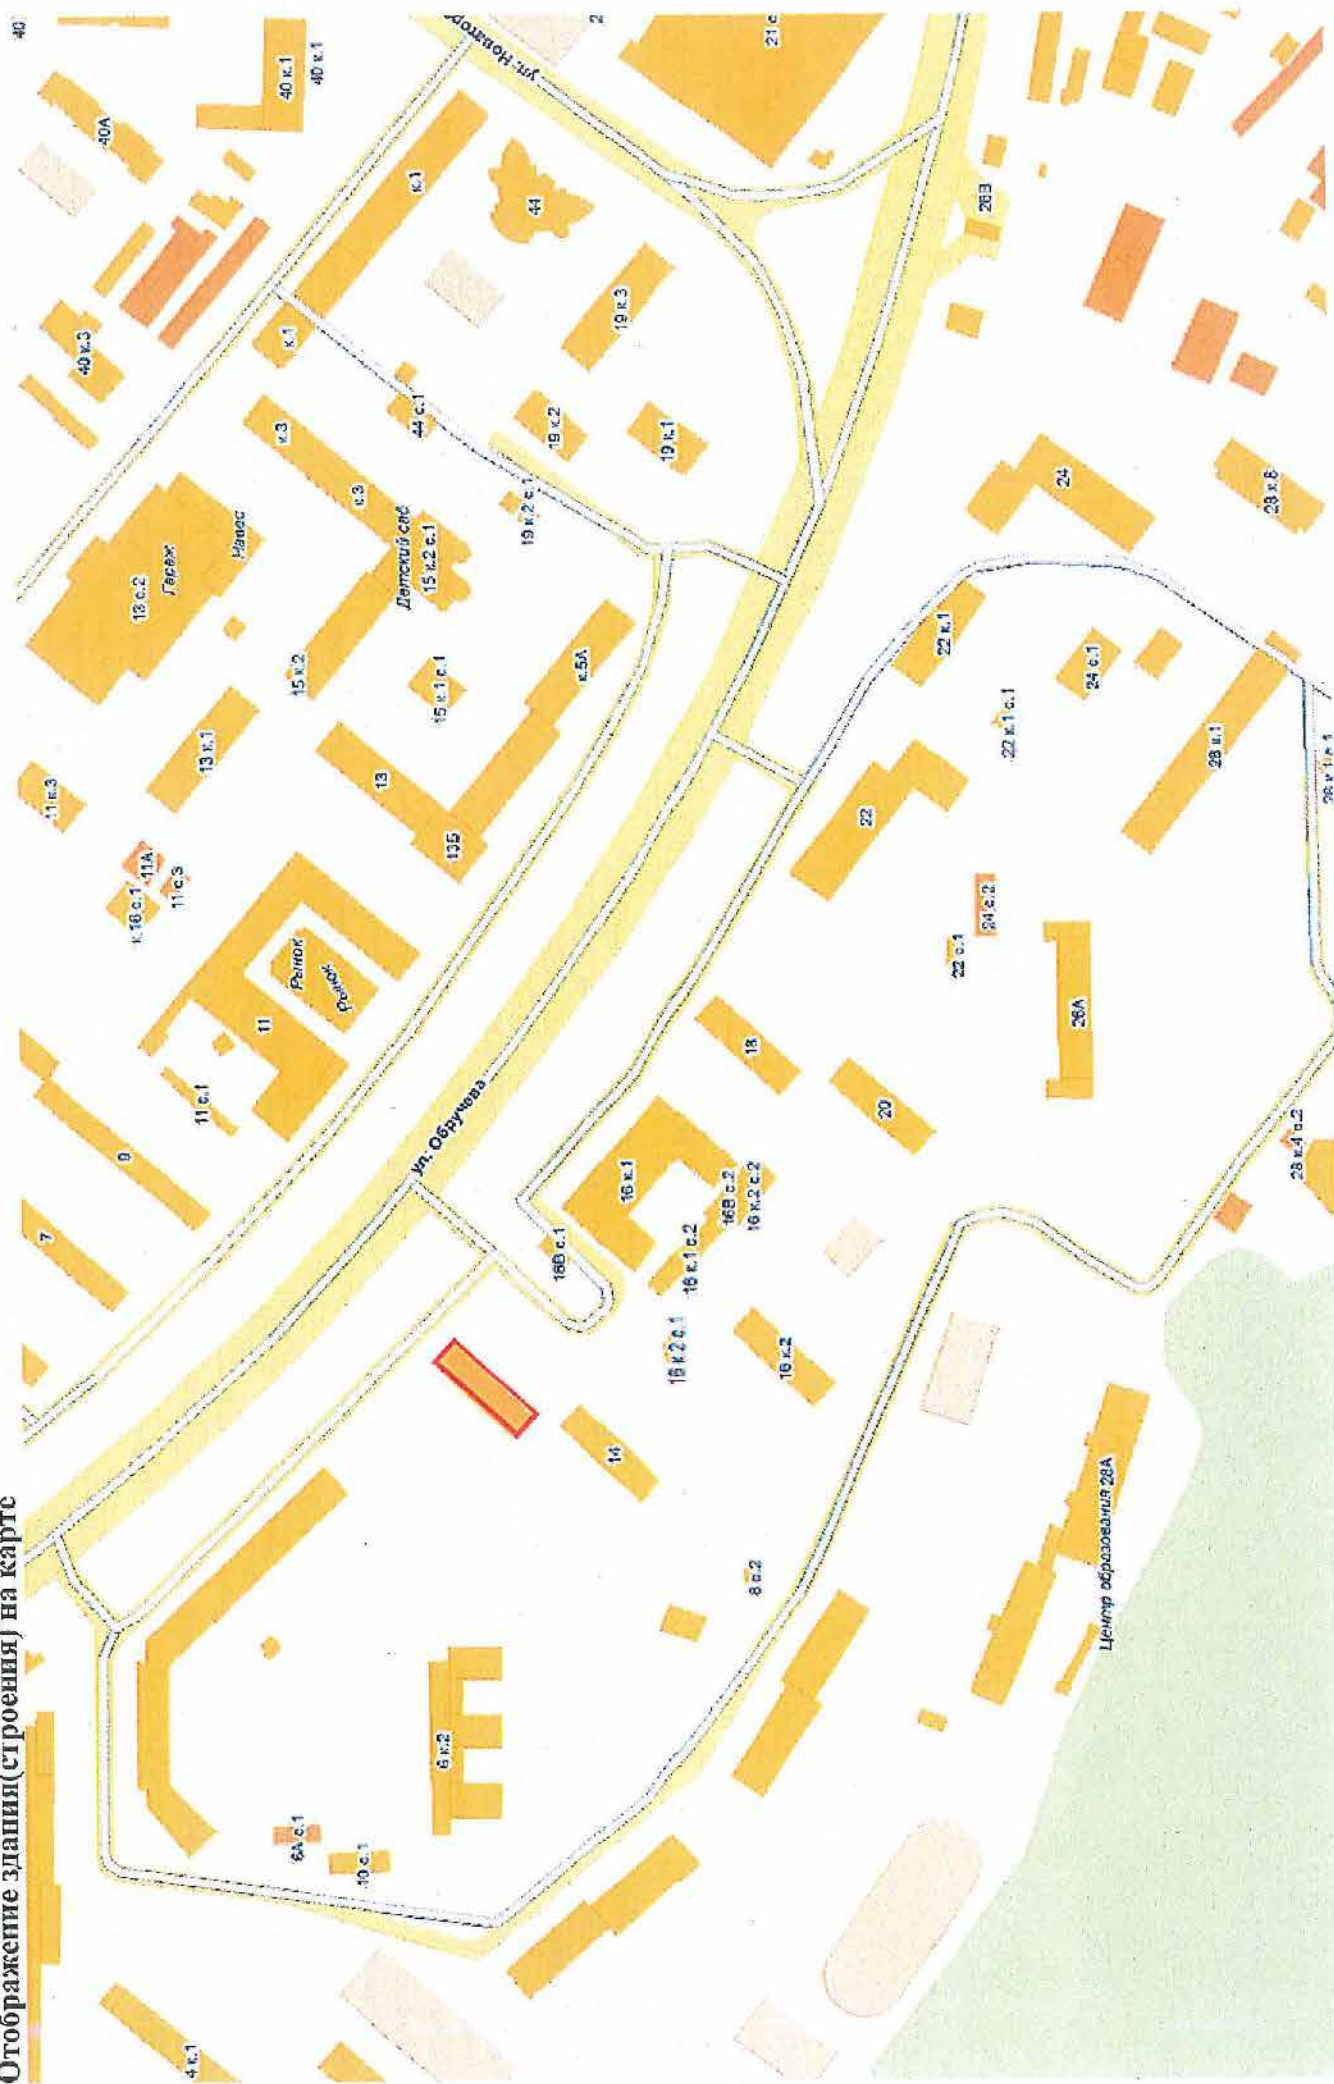 Отображение здания(строения) на карте
40
40А
40 к.1
40 к.1
40 к.3
к.1
к.1
44
21 с
ул. Новаторо
13 с.2
Гараж
Навес
к.3
к.3
44 с.1
19 к.3
19 к.2
19 к.1
19 к.2 с.1
26В
Детский сад
15 к.2 с.1
15 к.2
15 к.1 с.1
к.5А
11 к.3
13 к.1
13
13Б
24
28 к.6
22 к.1
24 с.1
22 к.1 с.1
28 к.1
к.16 с.1
11А
11 с.3
Рынок
Рынок
11
11 с.1
22
24 с.2
22 с.1
26А
9
7
ул. Обручева
18
20
16 к.1
16В с.2
16 к.2 с.2
16 к.1 с.2
16В с.1
16 к.2 с.1
16 к.2
28 к.4 с.2
14
8 с.2
Центр образования 28А
6 к.2
6А с.1
10 с.1
4 к.1